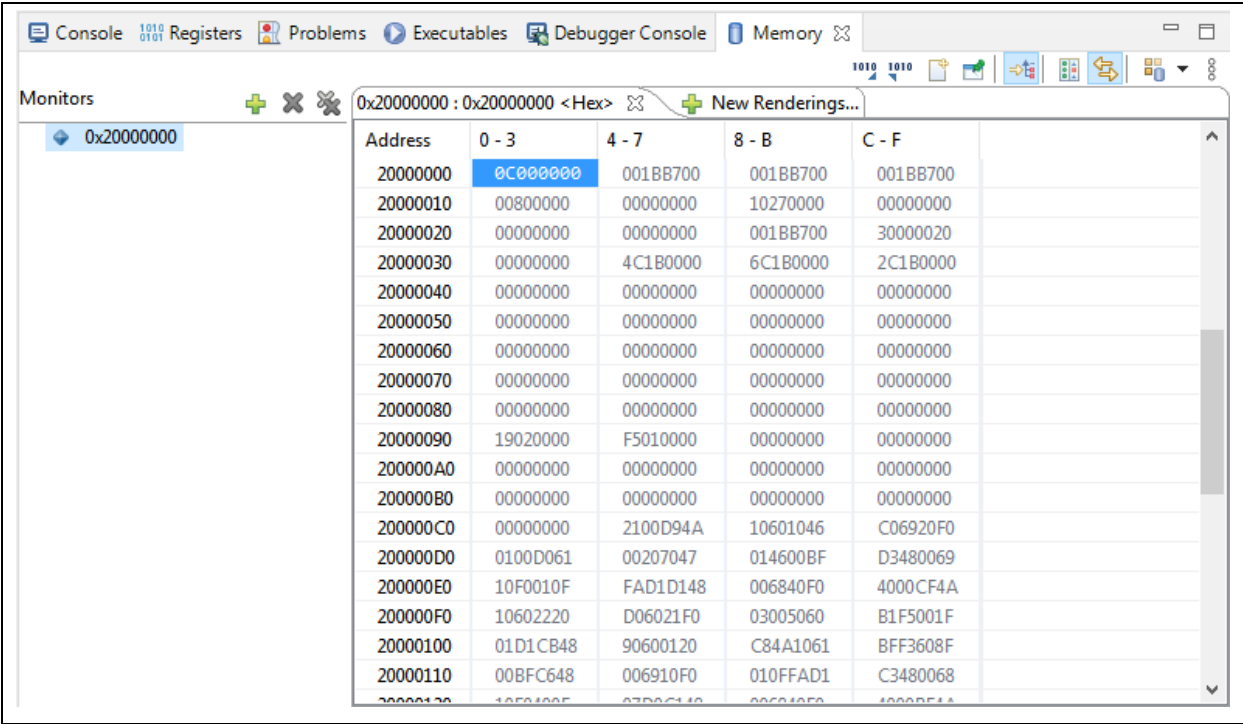 Console Registers Problems Executables Debugger Console Memory
Monitors
0x20000000 : 0x20000000 <Hex> New Renderings...
0x20000000
Address 0 - 3 4 - 7 8 - B C - F
20000000 0C000000 001BB700 001BB700 001BB700
20000010 00800000 00000000 10270000 00000000
20000020 00000000 00000000 001BB700 30000020
20000030 00000000 4C1B0000 6C1B0000 2C1B0000
20000040 00000000 00000000 00000000 00000000
20000050 00000000 00000000 00000000 00000000
20000060 00000000 00000000 00000000 00000000
20000070 00000000 00000000 00000000 00000000
20000080 00000000 00000000 00000000 00000000
20000090 19020000 F5010000 00000000 00000000
200000A0 00000000 00000000 00000000 00000000
200000B0 00000000 00000000 00000000 00000000
200000C0 00000000 2100D94A 10601046 C06920F0
200000D0 0100D061 00207047 014600BF D3480069
200000E0 10F0010F FAD1D148 006840F0 4000CF4A
200000F0 10602220 D06021F0 03005060 B1F5001F
20000100 01D1CB48 90600120 C84A1061 BFF3608F
20000110 00BFC648 006910F0 010FFAD1 C3480068